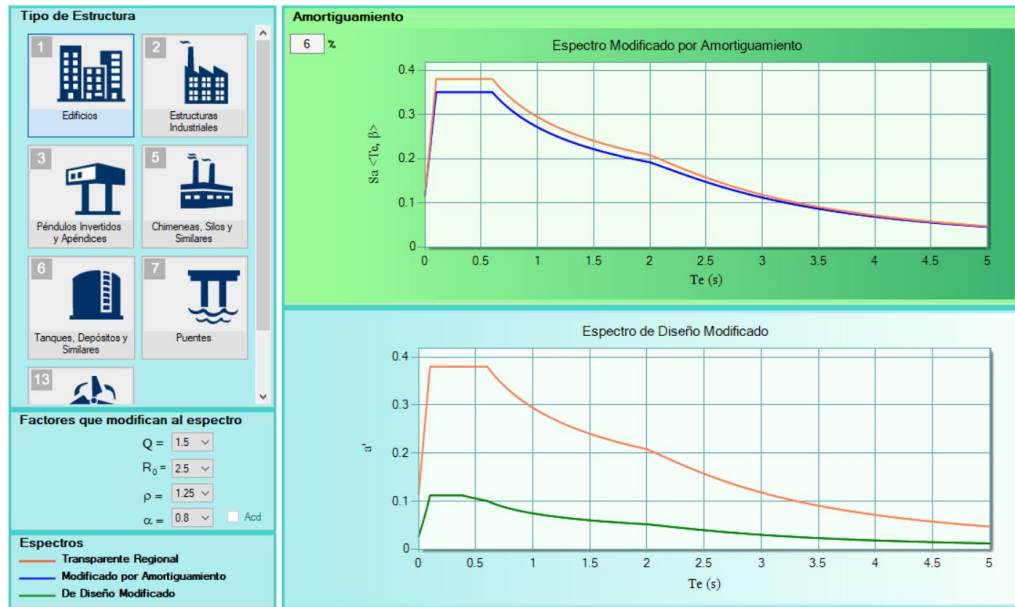 Tipo de Estructura
1
Edificios
2
Estructuras
Industriales
3
Péndulos Invertidos
y Apéndices
5
Chimeneas, Silos y
Similares
6
Tanques, Depósitos y
Similares
7
Puentes
13
Factores que modifican al espectro
Q = 1.5
R0 = 2.5
ρ = 1.25
α = 0.8 Acd
Espectros
Transparente Regional
Modificado por Amortiguamiento
De Diseño Modificado
Amortiguamiento
6 %
Espectro Modificado por Amortiguamiento
Sa <Te, β>
0.4
0.3
0.2
0.1
0
0 0.5 1 1.5 2 2.5 3 3.5 4 4.5 5
Te (s)
Espectro de Diseño Modificado
a'
0.4
0.3
0.2
0.1
0
0 0.5 1 1.5 2 2.5 3 3.5 4 4.5 5
Te (s)